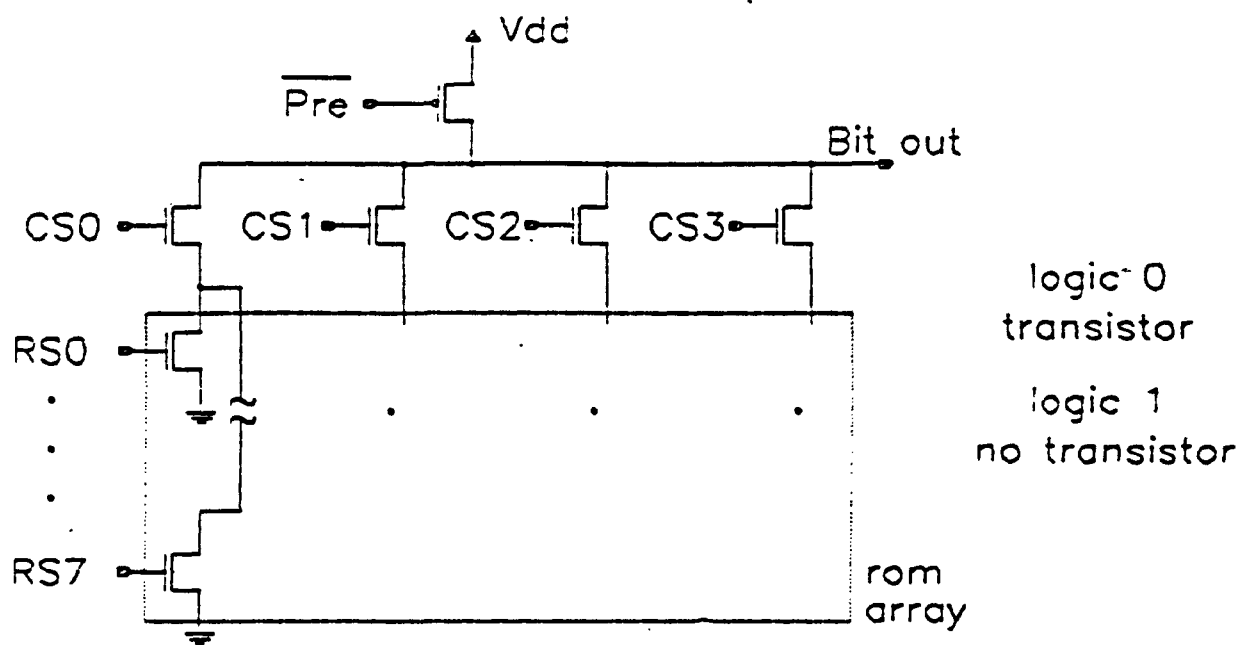 Vdd
Pre
Bit out
CS0
CS1
CS2
CS3
logic 0
transistor
RS0
logic 1
no transistor
RS7
rom
array